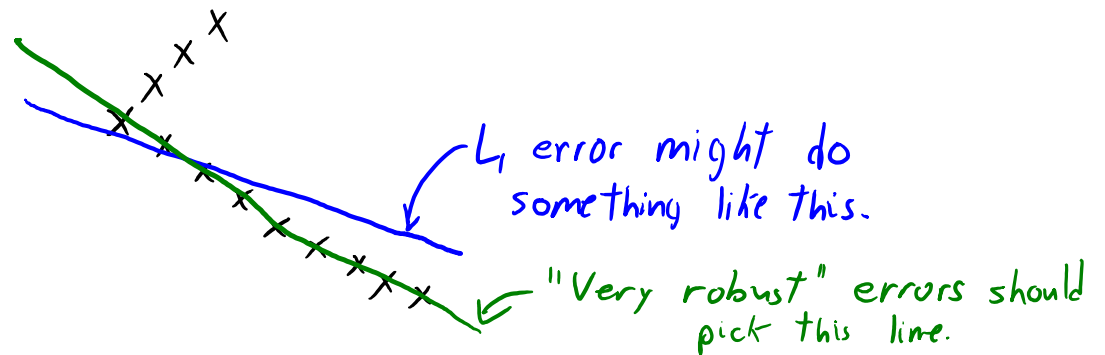 L₁ error might do
something like this.
"Very robust" errors should
pick this line.